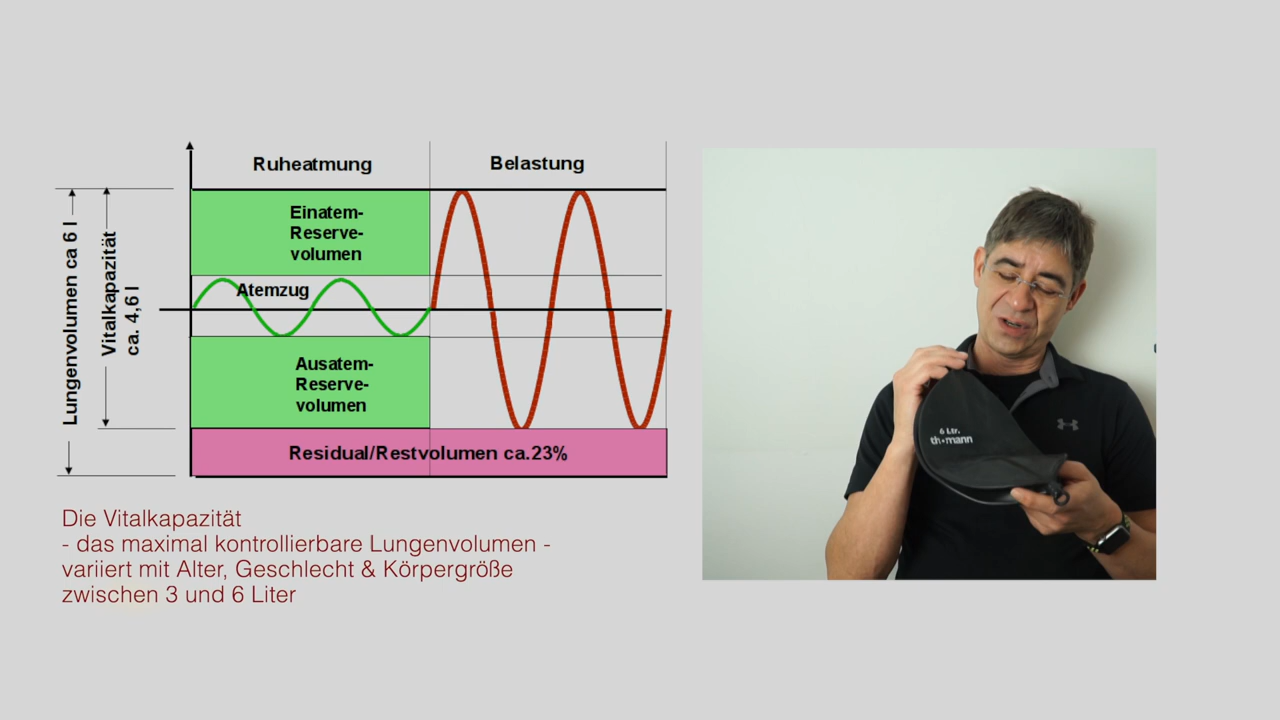 Ruheatmung
Belastung
Lungenvolumen ca 6 l
Vitalkapazität
ca. 4,6 l
Einatem-
Reserve-
volumen
Atemzug
Ausatem-
Reserve-
volumen
Residual/Restvolumen ca.23%
Die Vitalkapazität
- das maximal kontrollierbare Lungenvolumen -
variiert mit Alter, Geschlecht & Körpergröße
zwischen 3 und 6 Liter
6 Ltr.
th•mann